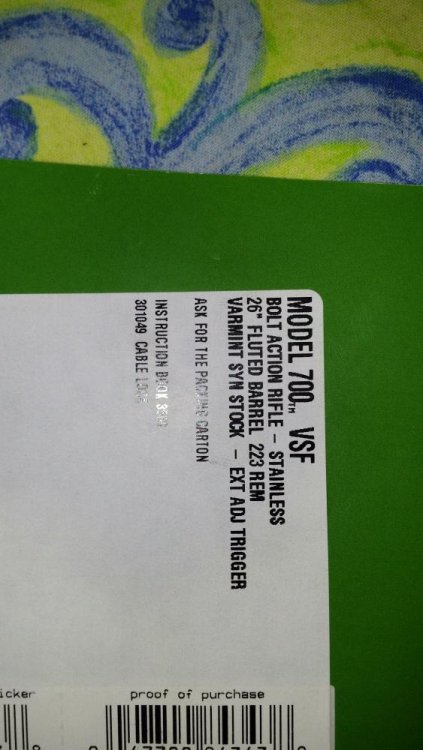 MODEL 700™ VSF
BOLT ACTION RIFLE – STAINLESS
26" FLUTED BARREL 223 REM
VARMINT SYN STOCK – EXT ADJ TRIGGER
ASK FOR THE PACKING CARTON
INSTRUCTION BOOK
301049 CABLE
proof of purchase